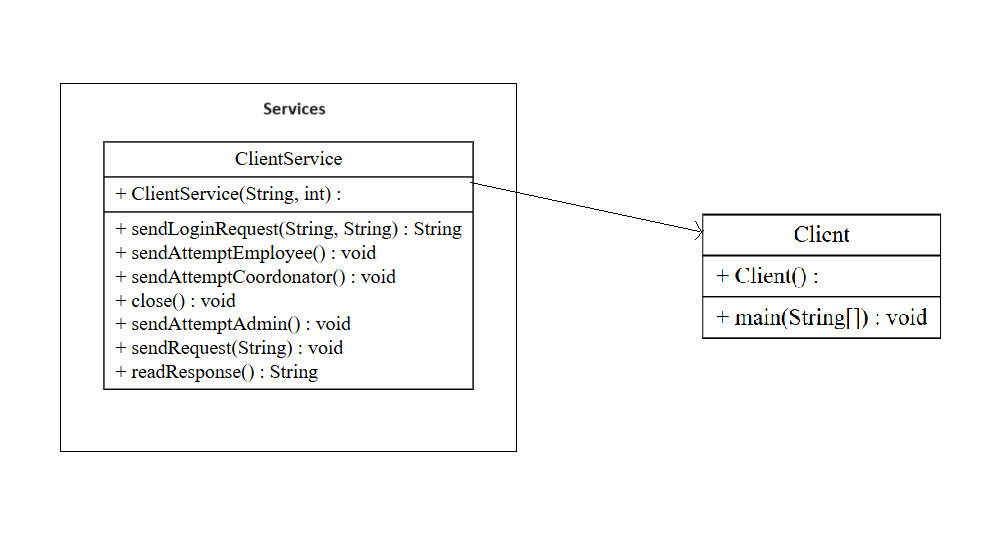 Services
ClientService
+ ClientService(String, int) :
+ sendLoginRequest(String, String) : String
+ sendAttemptEmployee() : void
+ sendAttemptCoordonator() : void
+ close() : void
+ sendAttemptAdmin() : void
+ sendRequest(String) : void
+ readResponse() : String
Client
+ Client() :
+ main(String[]) : void